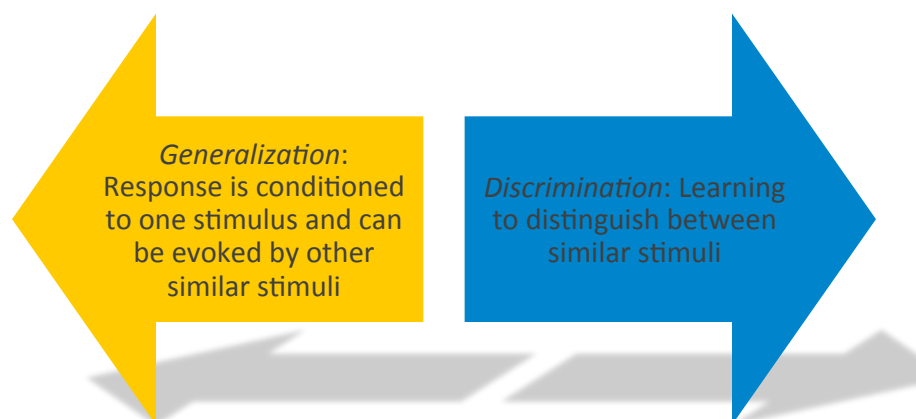 Generalization:
Response is conditioned
to one stimulus and can
be evoked by other
similar stimuli
Discrimination: Learning
to distinguish between
similar stimuli